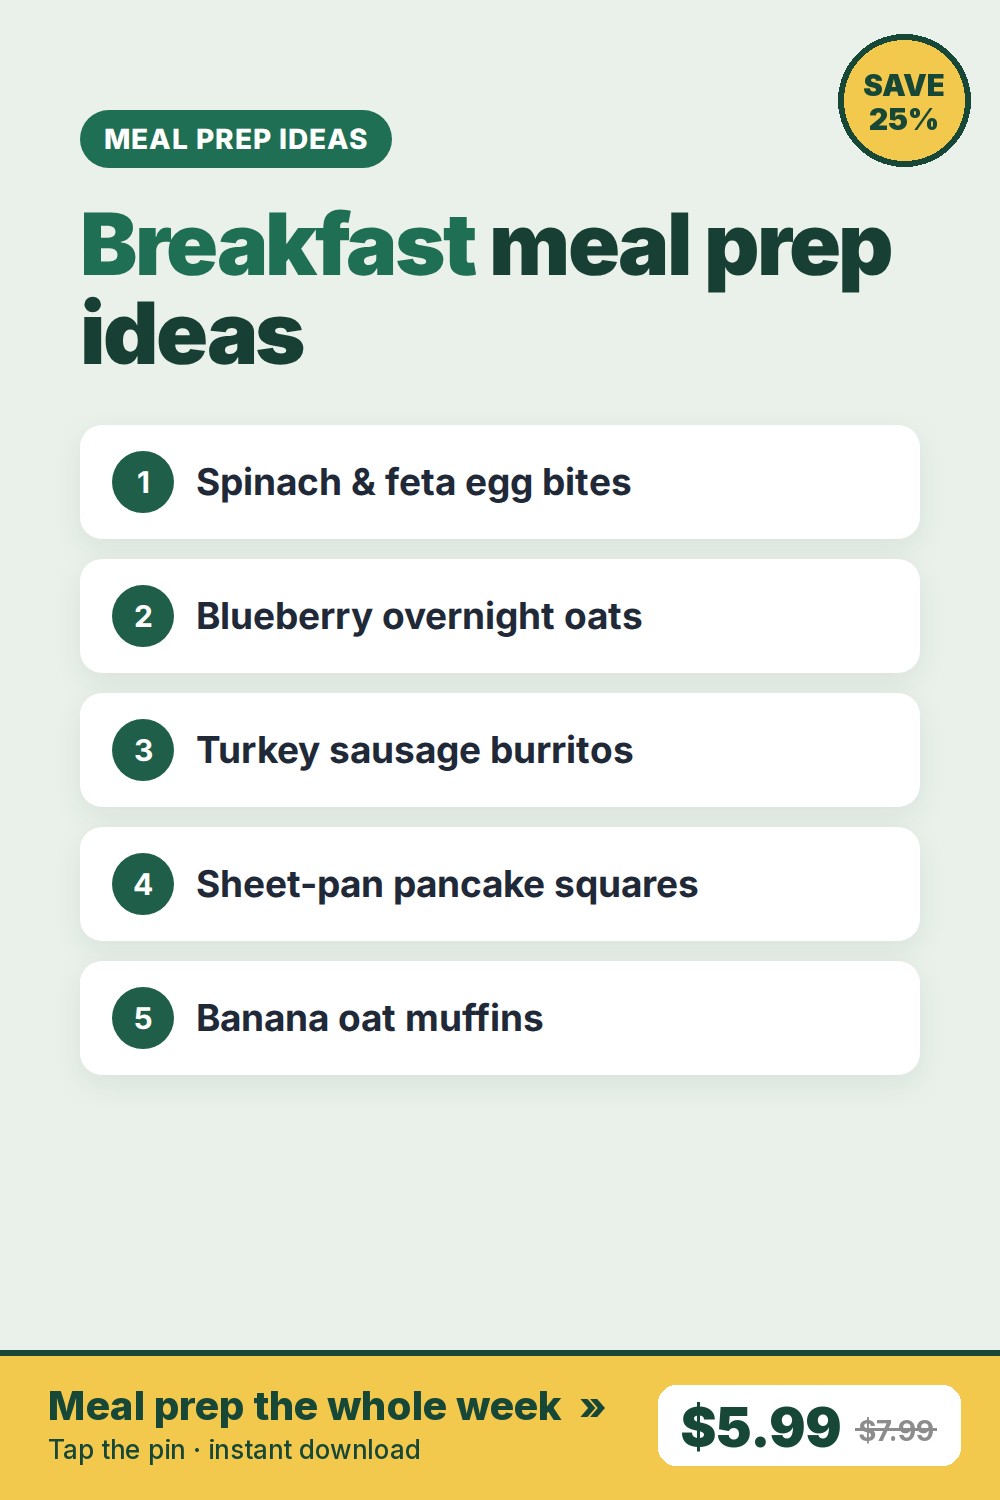 SAVE
25%
MEAL PREP IDEAS
Breakfast meal prep
ideas
1 Spinach & feta egg bites
2 Blueberry overnight oats
3 Turkey sausage burritos
4 Sheet-pan pancake squares
5 Banana oat muffins
Meal prep the whole week »
Tap the pin · instant download
$5.99 $7.99